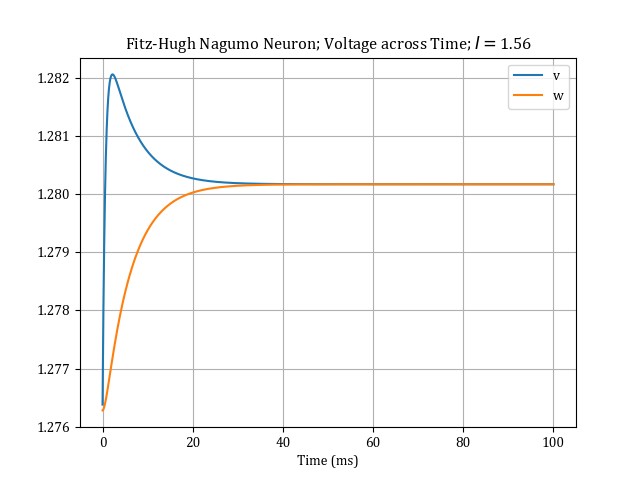 Fitz-Hugh Nagumo Neuron; Voltage across Time; I = 1.56
v
w
1.282
1.281
1.280
1.279
1.278
1.277
1.276
0 20 40 60 80 100
Time (ms)